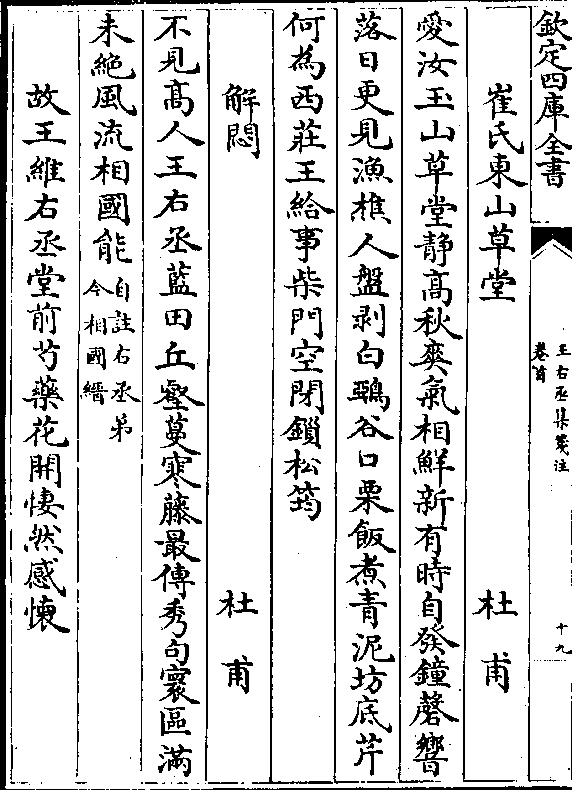 欽定四庫全書
王右丞集箋注
卷首
十九
崔氏東山草堂 杜甫
愛汝玉山草堂靜高秋爽氣相鮮新有時自發鐘磬響
落日更見漁樵人盤剥白鵶谷口栗飯煮青泥坊底芹
何為西莊王給事柴門空閉鎖松筠
解悶 杜甫
不見高人王右丞藍田丘壑蔓寒藤最傳秀句寰區滿
未絶風流相國能自註右丞弟
今相國縉
故王維右丞堂前芍藥花開悽然感懐